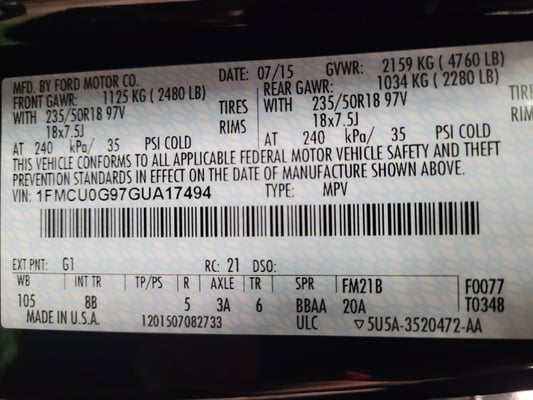 MFD. BY FORD MOTOR CO.
DATE: 07/15 GVWR: 2159 KG ( 4760 LB)
FRONT GAWR: 1125 KG ( 2480 LB) REAR GAWR: 1034 KG ( 2280 LB)
WITH 235/50R18 97V TIRES WITH 235/50R18 97V TIR
18x7.5J RIMS 18x7.5J RIM
AT 240 kPa/ 35 PSI COLD AT 240 kPa/ 35 PSI COLD
THIS VEHICLE CONFORMS TO ALL APPLICABLE FEDERAL MOTOR VEHICLE SAFETY AND THEFT
PREVENTION STANDARDS IN EFFECT ON THE DATE OF MANUFACTURE SHOWN ABOVE.
VIN: 1FMCU0G97GUA17494 TYPE: MPV
EXT PNT: G1 RC: 21 DSO:
WB INT TR TP/PS R AXLE TR SPR FM21B F0077
105 8B 5 3A 6 BBAA 20A T0348
MADE IN U.S.A. 1201507082733 ULC ▽5U5A-3520472-AA